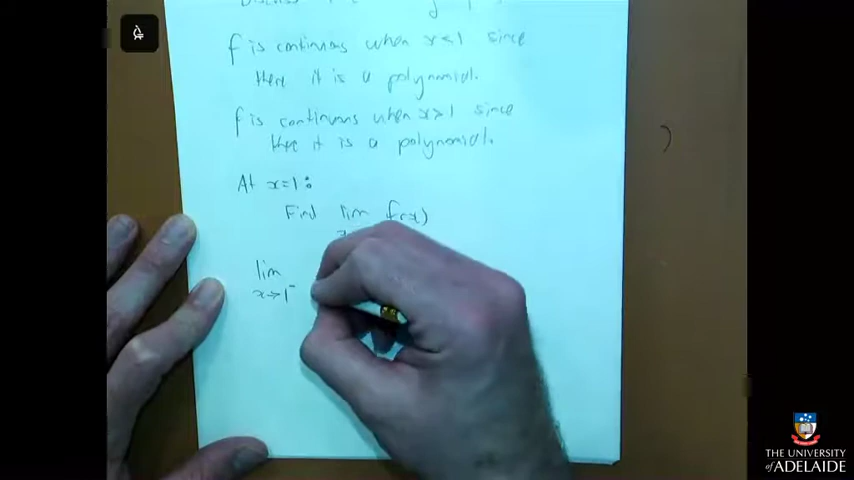 Discuss
f is continuous when x<1 since
there it is a polynomial.
f is continuous when x>1 since
there it is a polynomial.
At x=1:
Find lim f(x)
x
lim
x→1⁻
THE UNIVERSITY
of ADELAIDE